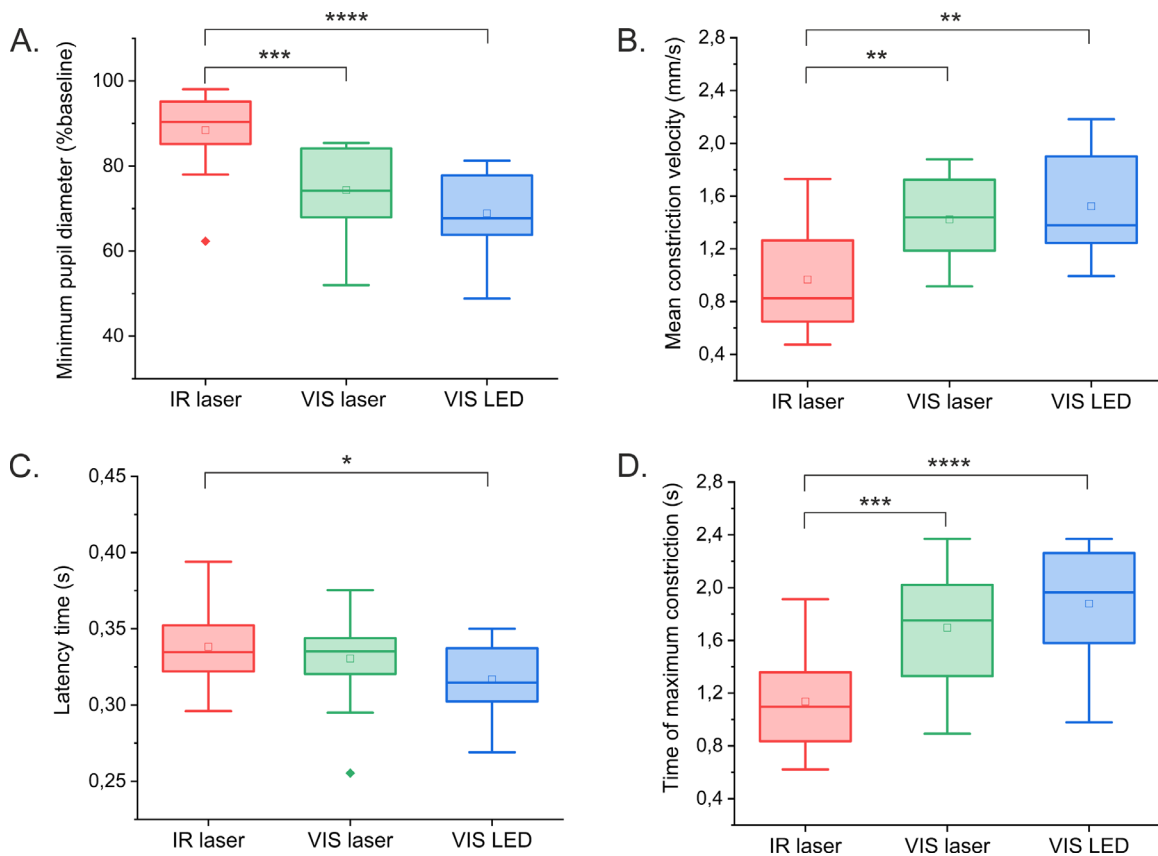 A.
****
***
Minimum pupil diameter (%baseline)
100
80
60
40
IR laser VIS laser VIS LED
B.
**
**
Mean constriction velocity (mm/s)
2,8
2,4
2,0
1,6
1,2
0,8
0,4
IR laser VIS laser VIS LED
C.
*
Latency time (s)
0,45
0,40
0,35
0,30
0,25
IR laser VIS laser VIS LED
D.
****
***
Time of maximum constriction (s)
2,8
2,4
2,0
1,6
1,2
0,8
0,4
IR laser VIS laser VIS LED